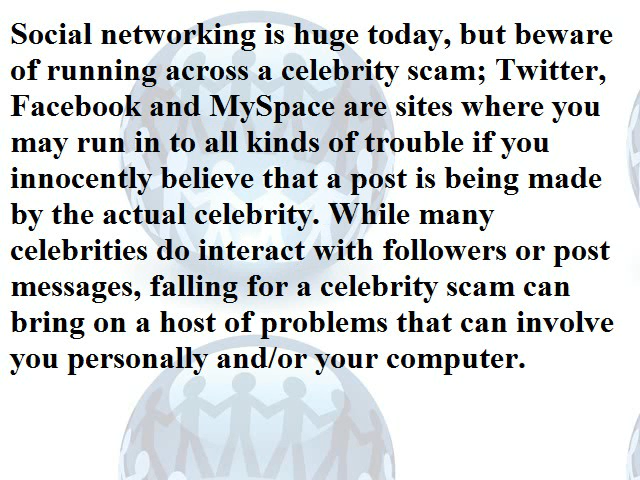 Social networking is huge today, but beware
of running across a celebrity scam; Twitter,
Facebook and MySpace are sites where you
may run in to all kinds of trouble if you
innocently believe that a post is being made
by the actual celebrity. While many
celebrities do interact with followers or post
messages, falling for a celebrity scam can
bring on a host of problems that can involve
you personally and/or your computer.